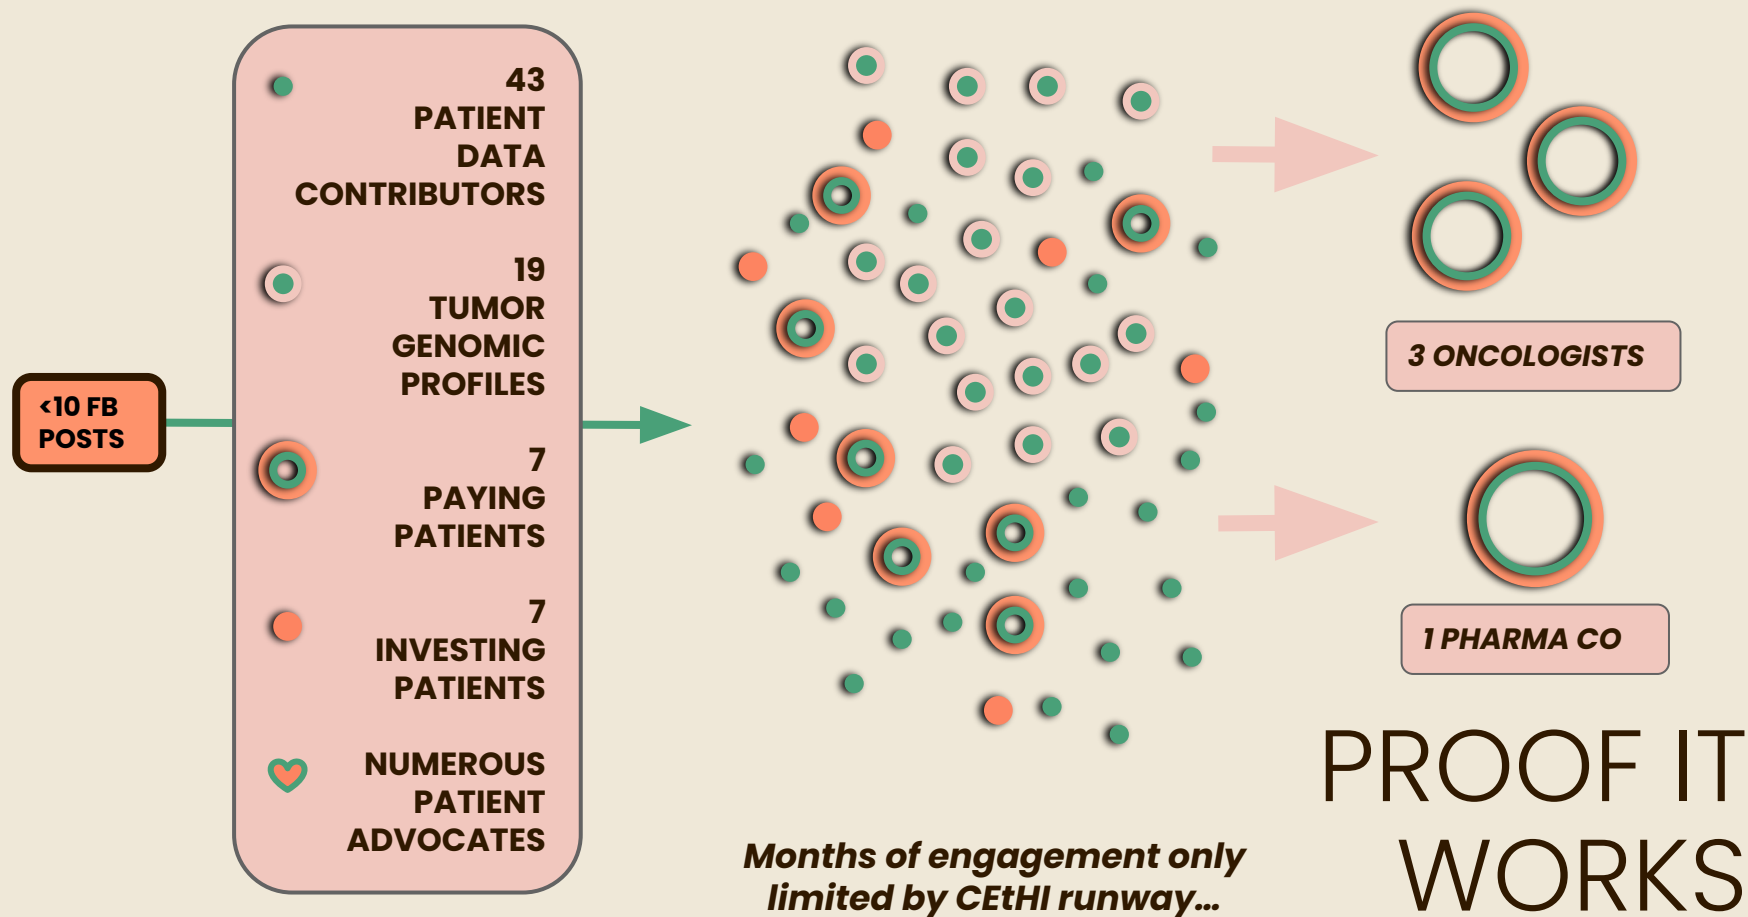 <10 FB
POSTS
43
PATIENT
DATA
CONTRIBUTORS
19
TUMOR
GENOMIC
PROFILES
7
PAYING
PATIENTS
7
INVESTING
PATIENTS
NUMEROUS
PATIENT
ADVOCATES
3 ONCOLOGISTS
1 PHARMA CO
Months of engagement only
limited by CEtHI runway...
PROOF IT
WORKS